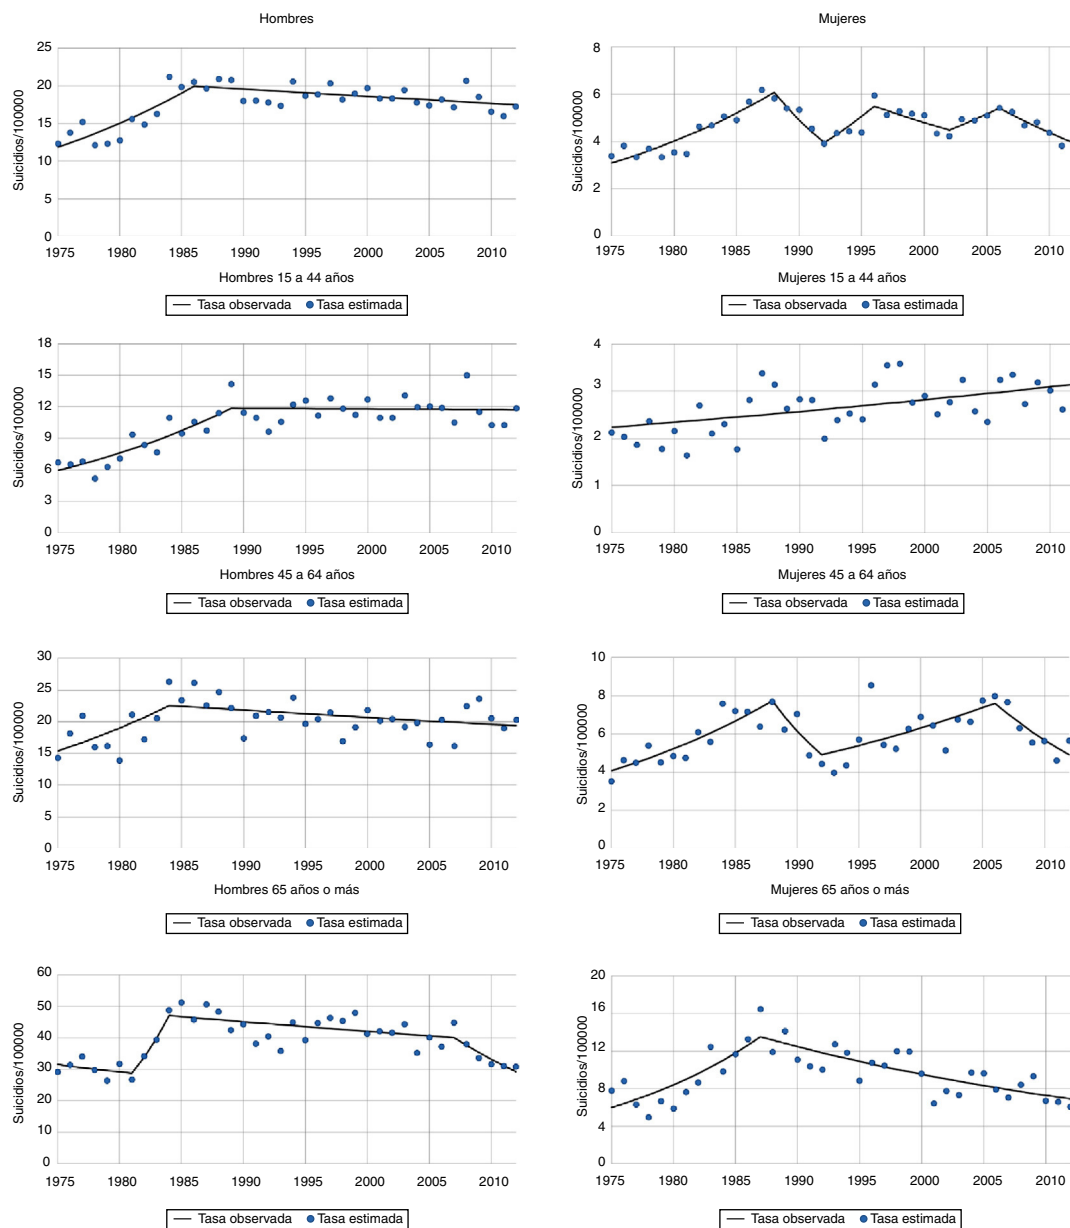 Hombres
Suicidios/100000
25
20
15
10
5
0
1975 1980 1985 1990 1995 2000 2005 2010
Mujeres
Suicidios/100000
8
6
4
2
0
1975 1980 1985 1990 1995 2000 2005 2010
Hombres 15 a 44 años
Tasa observada Tasa estimada
Suicidios/100000
18
15
12
9
6
3
0
1975 1980 1985 1990 1995 2000 2005 2010
Mujeres 15 a 44 años
Tasa observada Tasa estimada
Suicidios/100000
4
3
2
1
0
1975 1980 1985 1990 1995 2000 2005 2010
Hombres 45 a 64 años
Tasa observada Tasa estimada
Suicidios/100000
30
25
20
15
10
5
0
1975 1980 1985 1990 1995 2000 2005 2010
Mujeres 45 a 64 años
Tasa observada Tasa estimada
Suicidios/100000
10
8
6
4
2
0
1975 1980 1985 1990 1995 2000 2005 2010
Hombres 65 años o más
Tasa observada Tasa estimada
Suicidios/100000
60
50
40
30
20
10
0
1975 1980 1985 1990 1995 2000 2005 2010
Tasa observada Tasa estimada
Mujeres 65 años o más
Tasa observada Tasa estimada
Suicidios/100000
20
16
12
8
4
0
1975 1980 1985 1990 1995 2000 2005 2010
Tasa observada Tasa estimada